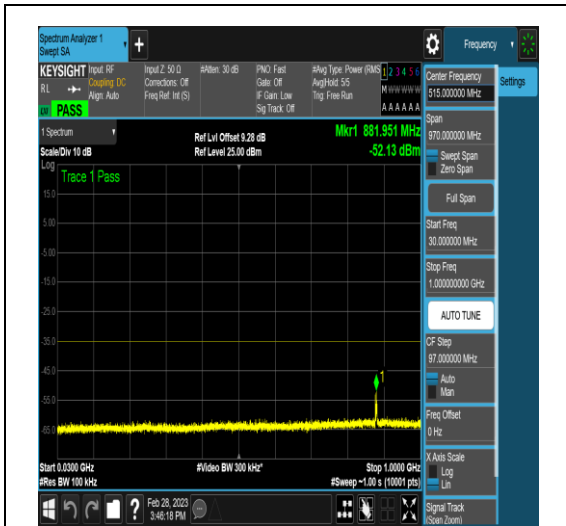 Spectrum Analyzer 1
Swept SA
Frequency
KEYSIGHT
RL
Input: RF
Coupling: DC
Align: Auto
Input Z: 50 Ω
Corrections: Off
Freq Ref: Int (S)
#Atten: 30 dB
PNO: Fast
Gate: Off
IF Gain: Low
Sig Track: Off
#Avg Type: Power (RMS
Avg|Hold: 5/5
Trig: Free Run
1 2 3 4 5 6
M W W W W W
A A A A A A
PASS
Settings
Center Frequency
515.000000 MHz
Span
970.000000 MHz
Swept Span
Zero Span
Full Span
Start Freq
30.000000 MHz
Stop Freq
1.000000000 GHz
AUTO TUNE
CF Step
97.000000 MHz
Auto
Man
Freq Offset
0 Hz
X Axis Scale
Log
Lin
Signal Track
(Span Zoom)
1 Spectrum
Scale/Div 10 dB
Ref Lvl Offset 9.28 dB
Ref Level 25.00 dBm
Mkr1 881.951 MHz
-52.13 dBm
Log
Trace 1 Pass
15.0
5.00
-5.00
-15.0
-25.0
-35.0
-45.0
-55.0
-65.0
1
Start 0.0300 GHz
#Res BW 100 kHz
#Video BW 300 kHz*
Stop 1.0000 GHz
#Sweep ~1.00 s (10001 pts)
?
Feb 28, 2023
3:46:18 PM